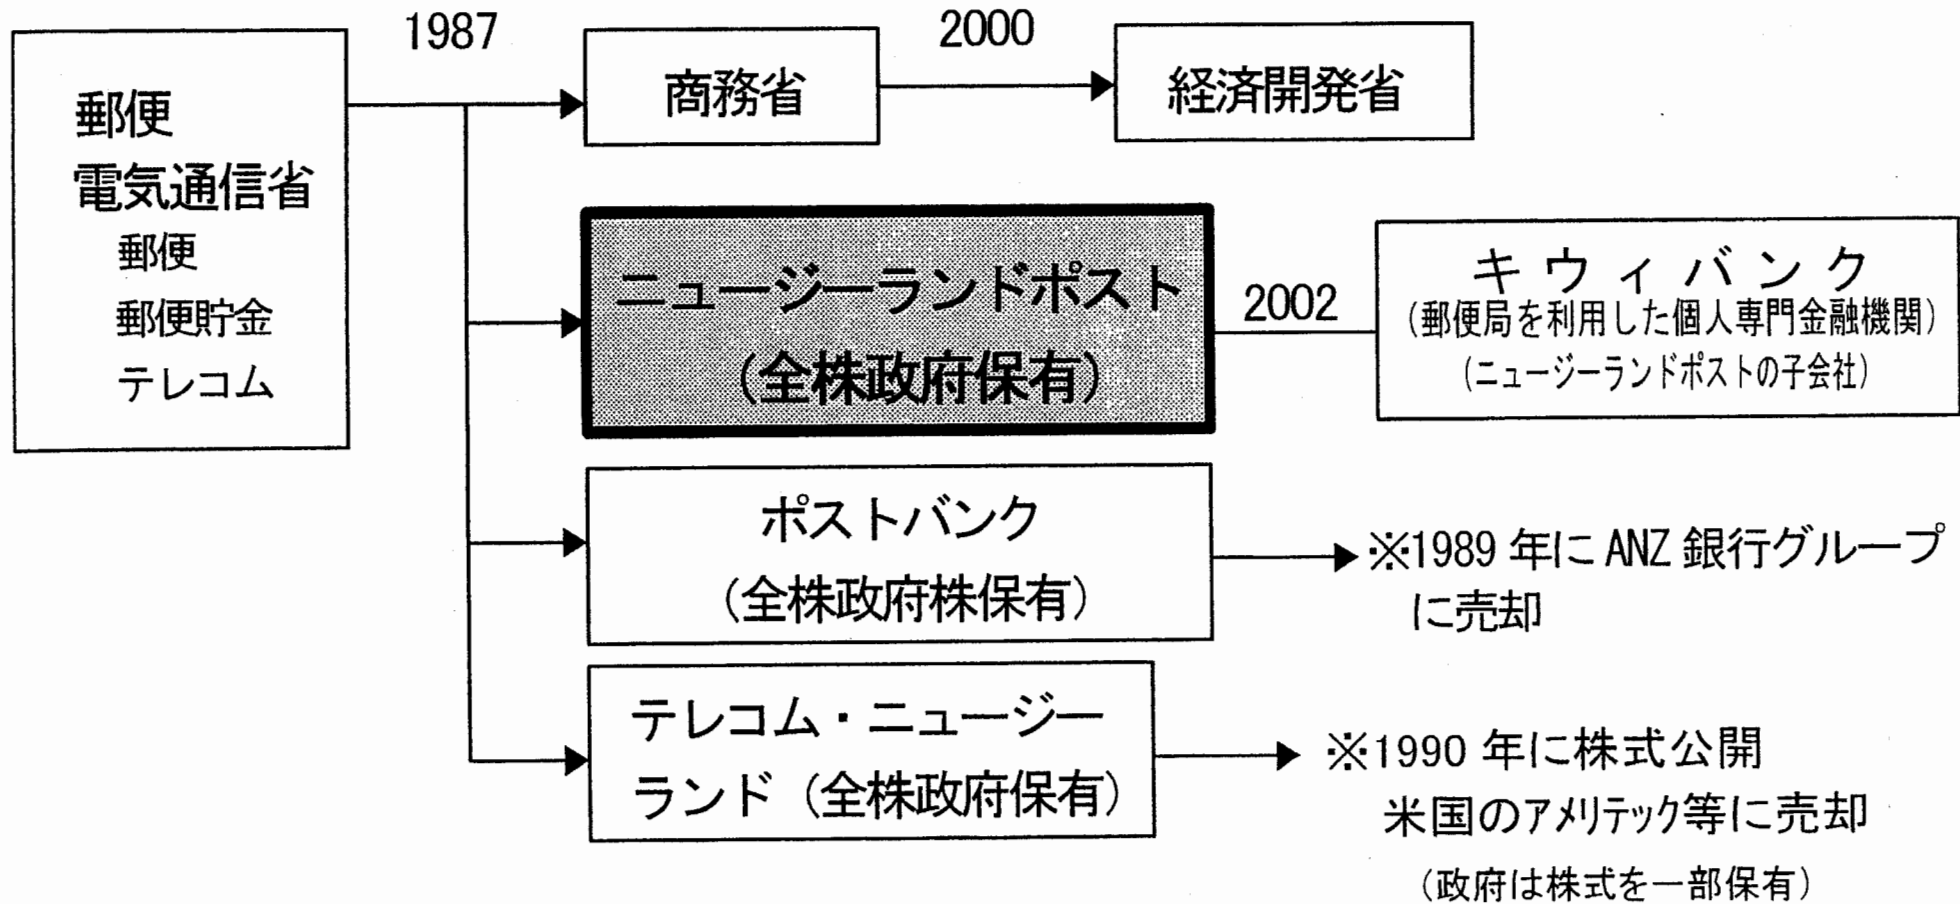 1987
2000
郵便
電気通信省
郵便
郵便貯金
テレコム
商務省
経済開発省
ニュージーランドポスト
(全株政府保有)
2002
キウィバンク
(郵便局を利用した個人専門金融機関)
(ニュージーランドポストの子会社)
ポストバンク
(全株政府株保有)
※1989 年に ANZ 銀行グループ
に売却
テレコム・ニュージー
ランド (全株政府保有)
※1990 年に株式公開
米国のアメリテック等に売却
(政府は株式を一部保有)